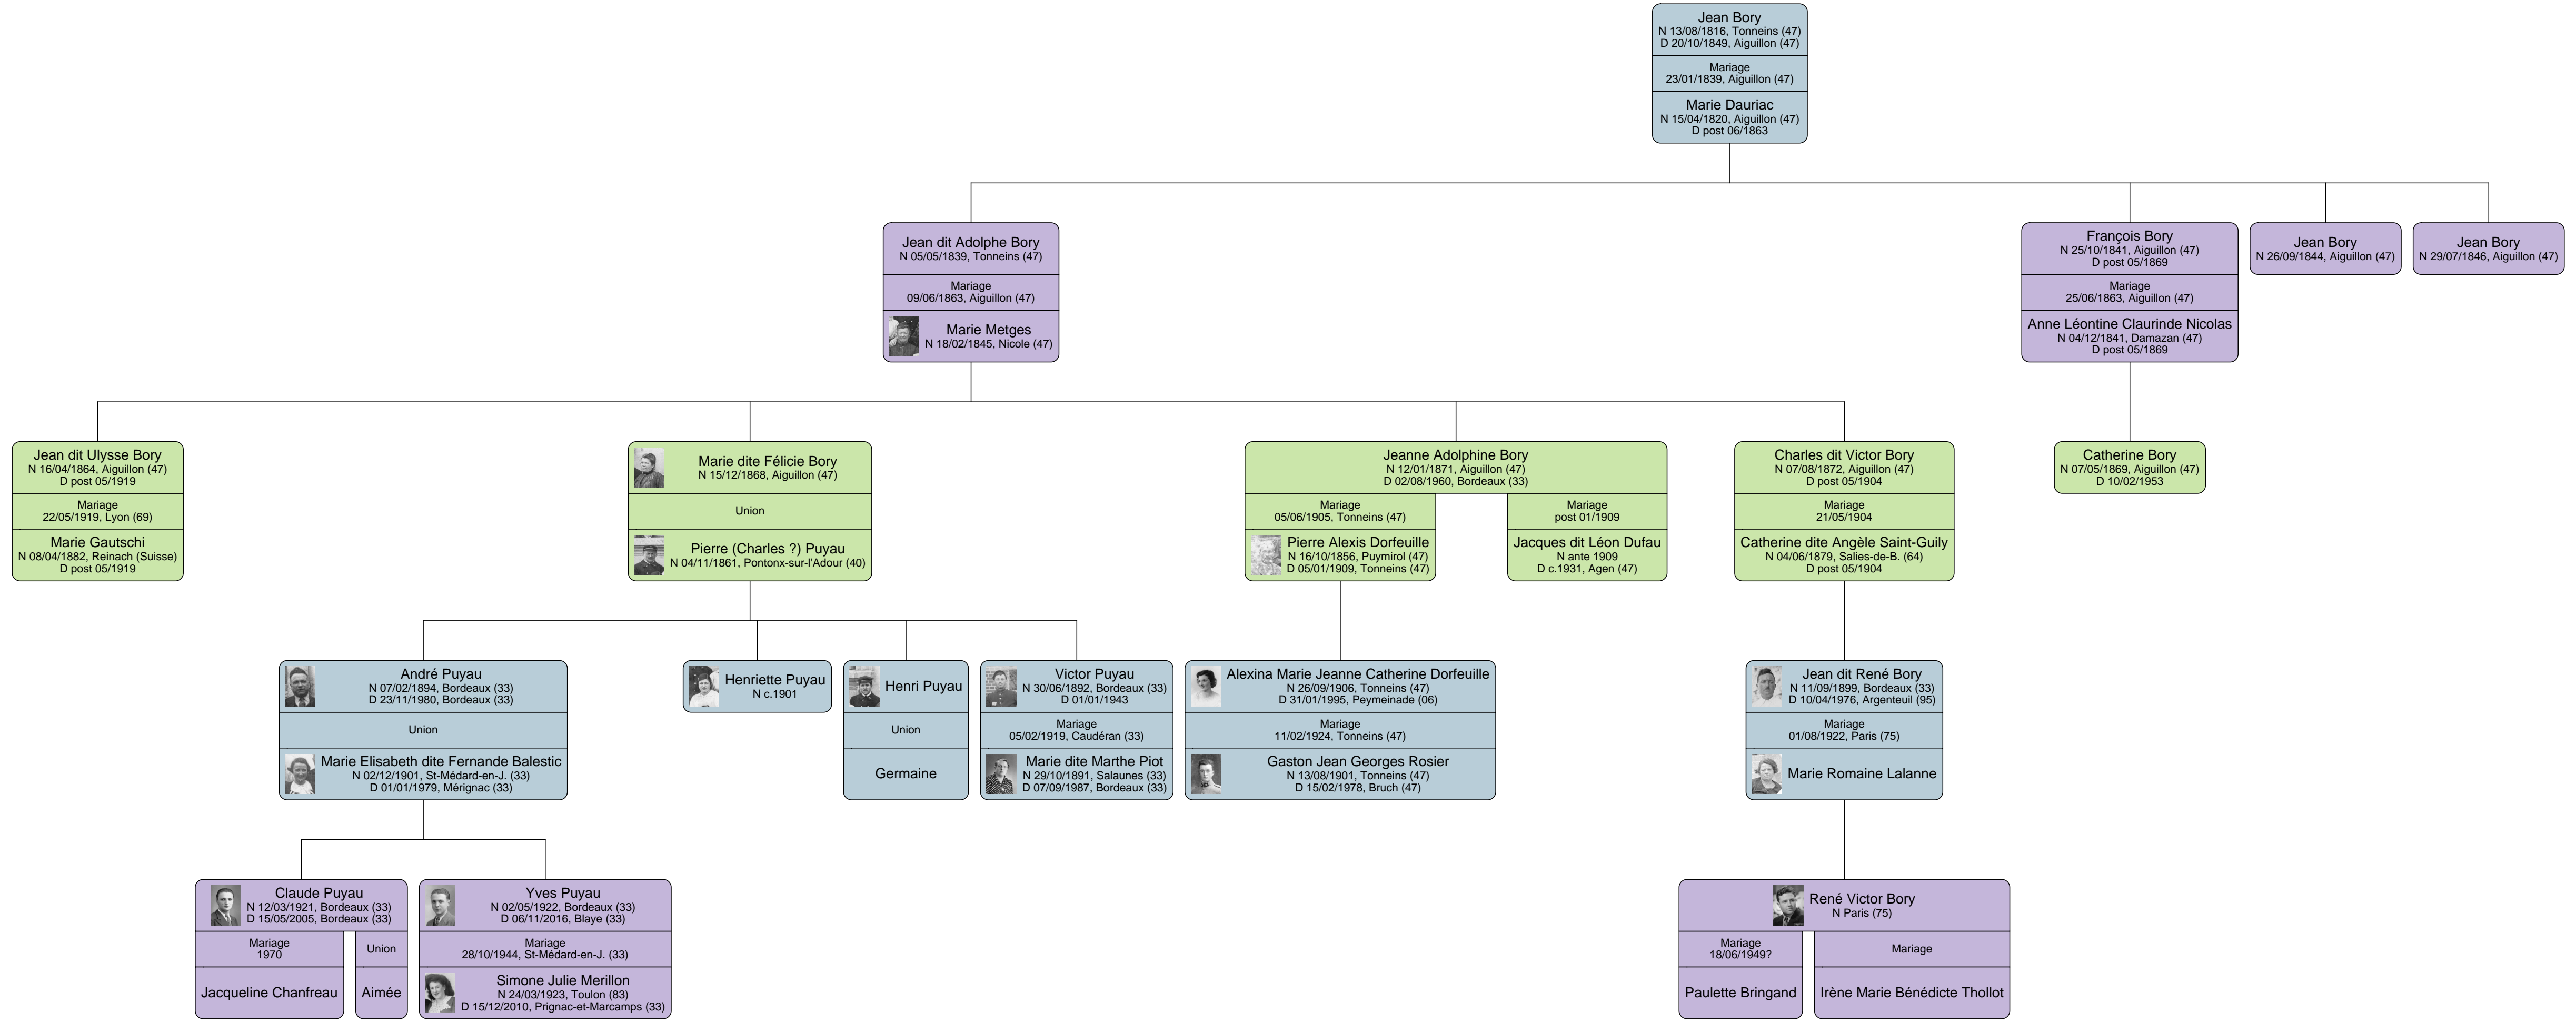 Jean Bory
N 13/08/1816, Tonneins (47)
D 20/10/1849, Aiguillon (47)
Mariage
23/01/1839, Aiguillon (47)
Marie Dauriac
N 15/04/1820, Aiguillon (47)
D post 06/1863
Jean dit Adolphe Bory
N 05/05/1839, Tonneins (47)
Mariage
09/06/1863, Aiguillon (47)
Marie Metges
N 18/02/1845, Nicole (47)
François Bory
N 25/10/1841, Aiguillon (47)
D post 05/1869
Mariage
25/06/1863, Aiguillon (47)
Anne Léontine Claurinde Nicolas
N 04/12/1841, Damazan (47)
D post 05/1869
Jean Bory
N 26/09/1844, Aiguillon (47)
Jean Bory
N 29/07/1846, Aiguillon (47)
Jean dit Ulysse Bory
N 16/04/1864, Aiguillon (47)
D post 05/1919
Mariage
22/05/1919, Lyon (69)
Marie Gautschi
N 08/04/1882, Reinach (Suisse)
D post 05/1919
Marie dite Félicie Bory
N 15/12/1868, Aiguillon (47)
Union
Pierre (Charles ?) Puyau
N 04/11/1861, Pontonx-sur-l'Adour (40)
Jeanne Adolphine Bory
N 12/01/1871, Aiguillon (47)
D 02/08/1960, Bordeaux (33)
Mariage
05/06/1905, Tonneins (47)
Pierre Alexis Dorfeuille
N 16/10/1856, Puymirol (47)
D 05/01/1909, Tonneins (47)
Mariage
post 01/1909
Jacques dit Léon Dufau
N ante 1909
D c.1931, Agen (47)
Charles dit Victor Bory
N 07/08/1872, Aiguillon (47)
D post 05/1904
Mariage
21/05/1904
Catherine dite Angèle Saint-Guily
N 04/06/1879, Salies-de-B. (64)
D post 05/1904
Catherine Bory
N 07/05/1869, Aiguillon (47)
D 10/02/1953
André Puyau
N 07/02/1894, Bordeaux (33)
D 23/11/1980, Bordeaux (33)
Union
Marie Elisabeth dite Fernande Balestic
N 02/12/1901, St-Médard-en-J. (33)
D 01/01/1979, Mérignac (33)
Henriette Puyau
N c.1901
Henri Puyau
Union
Germaine
Victor Puyau
N 30/06/1892, Bordeaux (33)
D 01/01/1943
Mariage
05/02/1919, Caudéran (33)
Marie dite Marthe Piot
N 29/10/1891, Salaunes (33)
D 07/09/1987, Bordeaux (33)
Alexina Marie Jeanne Catherine Dorfeuille
N 26/09/1906, Tonneins (47)
D 31/01/1995, Peymeinade (06)
Mariage
11/02/1924, Tonneins (47)
Gaston Jean Georges Rosier
N 13/08/1901, Tonneins (47)
D 15/02/1978, Bruch (47)
Jean dit René Bory
N 11/09/1899, Bordeaux (33)
D 10/04/1976, Argenteuil (95)
Mariage
01/08/1922, Paris (75)
Marie Romaine Lalanne
Claude Puyau
N 12/03/1921, Bordeaux (33)
D 15/05/2005, Bordeaux (33)
Mariage
1970
Jacqueline Chanfreau
Union
Aimée
Yves Puyau
N 02/05/1922, Bordeaux (33)
D 06/11/2016, Blaye (33)
Mariage
28/10/1944, St-Médard-en-J. (33)
Simone Julie Merillon
N 24/03/1923, Toulon (83)
D 15/12/2010, Prignac-et-Marcamps (33)
René Victor Bory
N Paris (75)
Mariage
18/06/1949?
Paulette Bringand
Mariage
Irène Marie Bénédicte Thollot